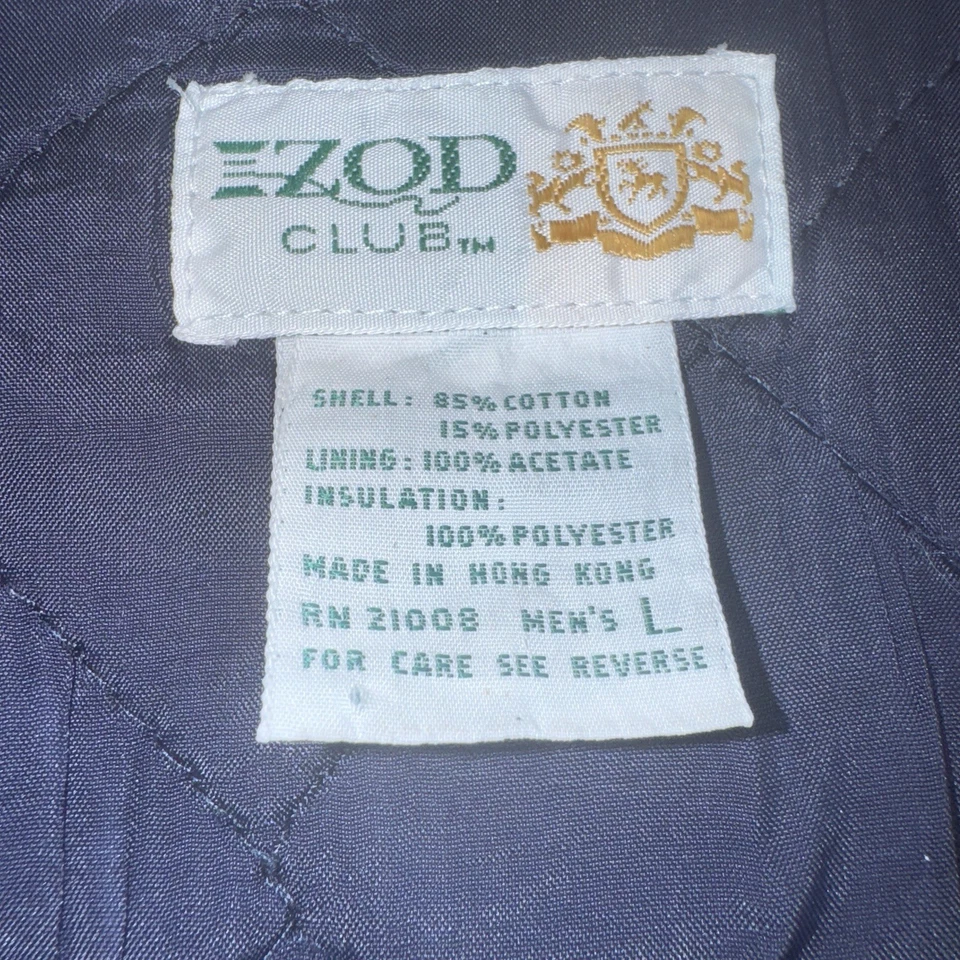 IZOD
CLUB™
SHELL: 85% COTTON
15% POLYESTER
LINING: 100% ACETATE
INSULATION:
100% POLYESTER
MADE IN HONG KONG
RN 21008 MEN'S L
FOR CARE SEE REVERSE